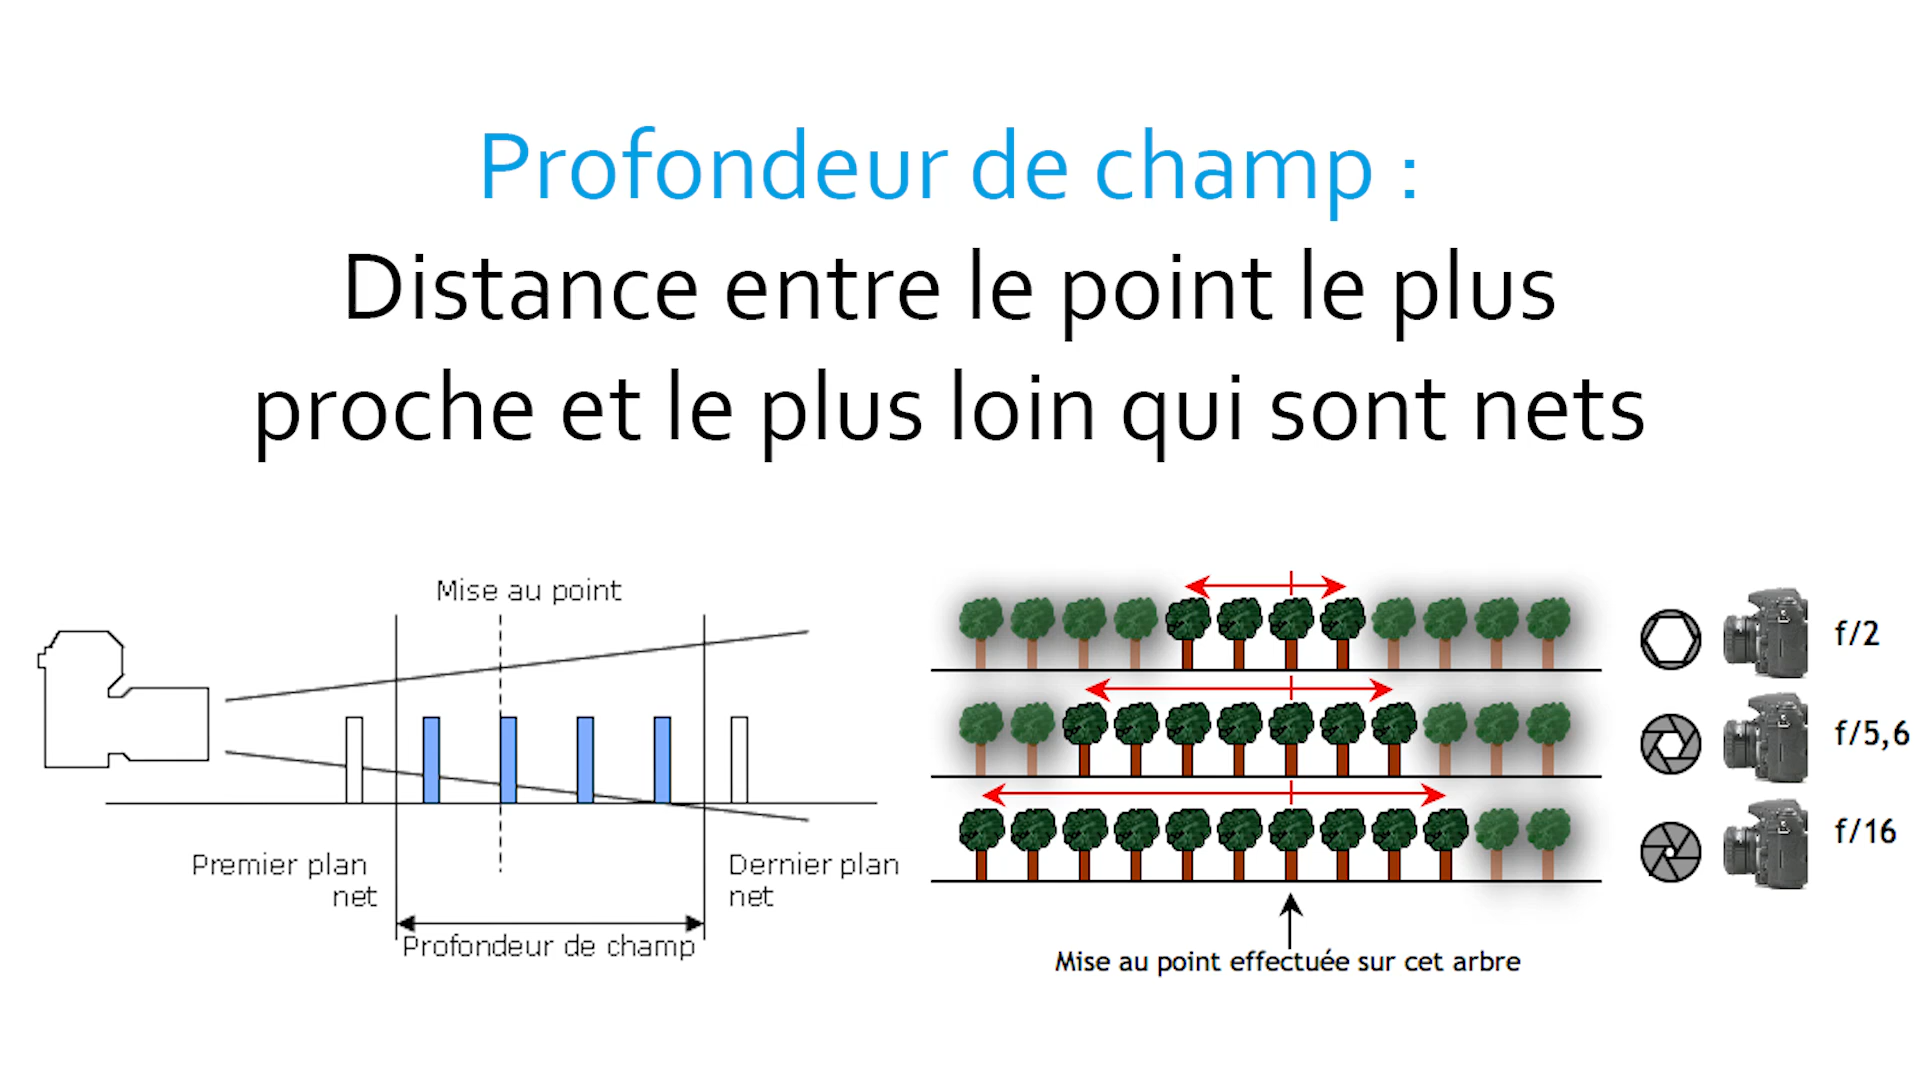 Profondeur de champ :
Distance entre le point le plus
proche et le plus loin qui sont nets
Mise au point
Premier plan
net
Dernier plan
net
Profondeur de champ
f/2
f/5,6
f/16
Mise au point effectuée sur cet arbre